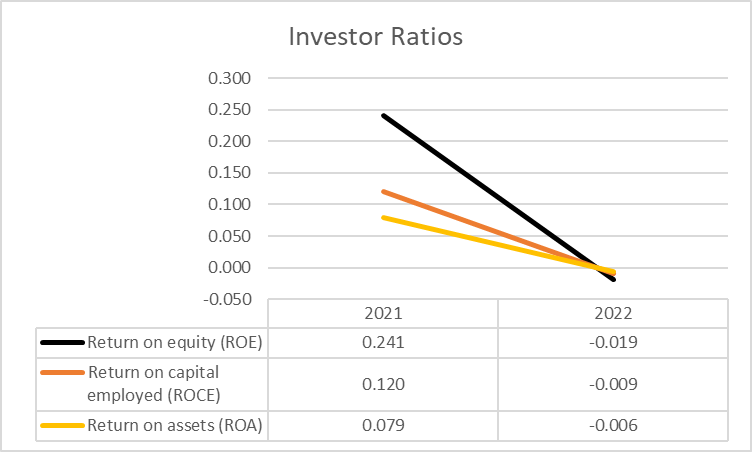 Investor Ratios
0.300
0.250
0.200
0.150
0.100
0.050
0.000
-0.050
2021 2022
Return on equity (ROE) 0.241 -0.019
Return on capital
employed (ROCE) 0.120 -0.009
Return on assets (ROA) 0.079 -0.006